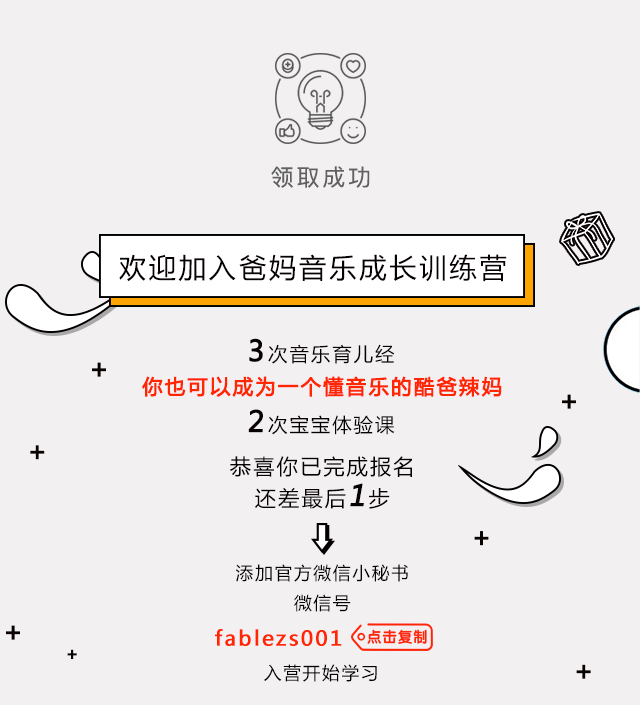 领取成功
欢迎加入爸妈音乐成长训练营
3次音乐育儿经
你也可以成为一个懂音乐的酷爸辣妈
2次宝宝体验课
恭喜你已完成报名
还差最后1步
添加官方微信小秘书
微信号
fablezs001 点击复制
入营开始学习